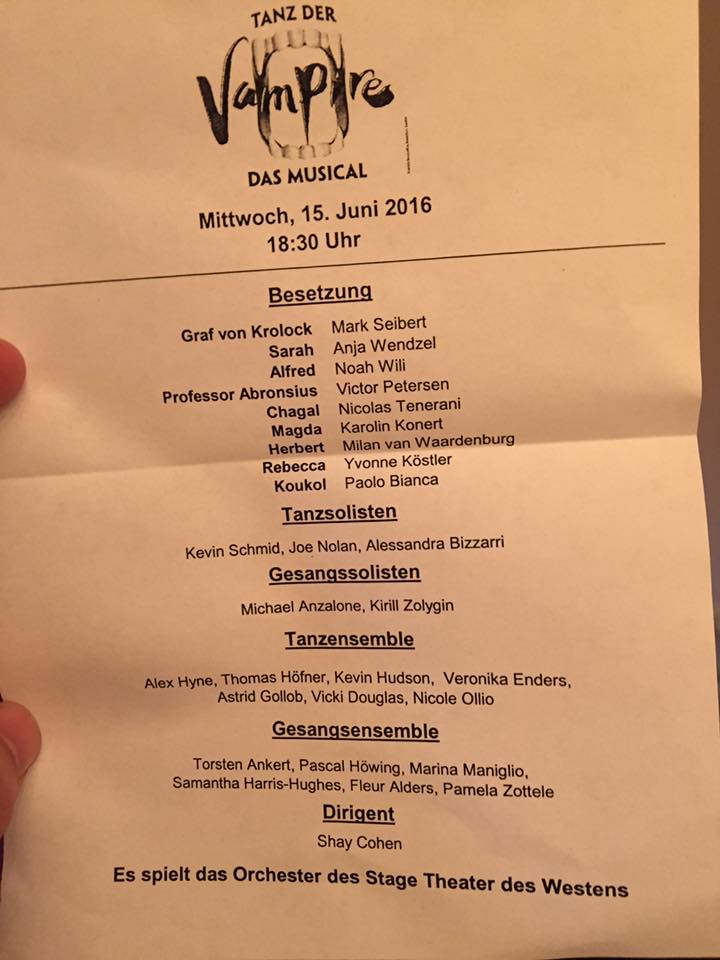 TANZ DER
Vampire
DAS MUSICAL
Mittwoch, 15. Juni 2016
18:30 Uhr
Besetzung
Graf von Krolock Mark Seibert
Sarah Anja Wendzel
Alfred Noah Wili
Professor Abronsius Victor Petersen
Chagal Nicolas Tenerani
Magda Karolin Konert
Herbert Milan van Waardenburg
Rebecca Yvonne Köstler
Koukol Paolo Bianca
Tanzsolisten
Kevin Schmid, Joe Nolan, Alessandra Bizzarri
Gesangssolisten
Michael Anzalone, Kirill Zolygin
Tanzensemble
Alex Hyne, Thomas Höfner, Kevin Hudson, Veronika Enders,
Astrid Gollob, Vicki Douglas, Nicole Ollio
Gesangsensemble
Torsten Ankert, Pascal Höwing, Marina Maniglio,
Samantha Harris-Hughes, Fleur Alders, Pamela Zottele
Dirigent
Shay Cohen
Es spielt das Orchester des Stage Theater des Westens